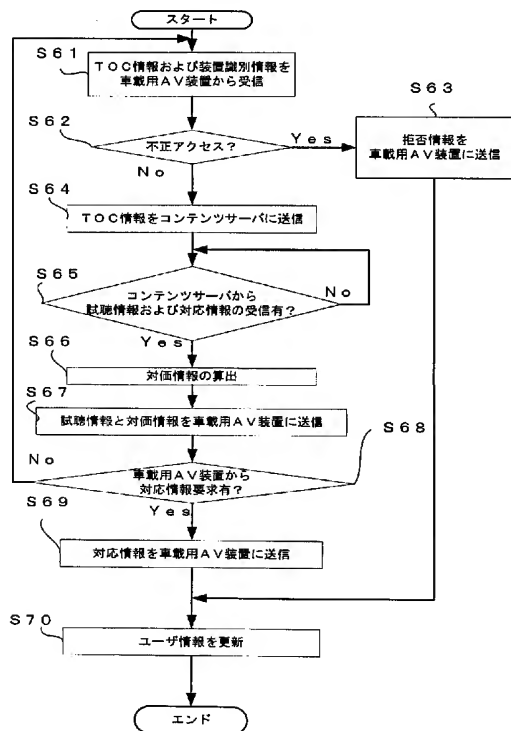 スタート
S61
TOC情報および装置識別情報を
車載用AV装置から受信
S62
不正アクセス?
Yes
No
S63
拒否情報を
車載用AV装置に送信
S64
TOC情報をコンテンツサーバに送信
S65
コンテンツサーバから
試聴情報および対応情報の受信有?
No
Yes
S66
対価情報の算出
S67
試聴情報と対価情報を車載用AV装置に送信
S68
車載用AV装置から
対応情報要求有?
No
Yes
S69
対応情報を車載用AV装置に送信
S70
ユーザ情報を更新
エンド